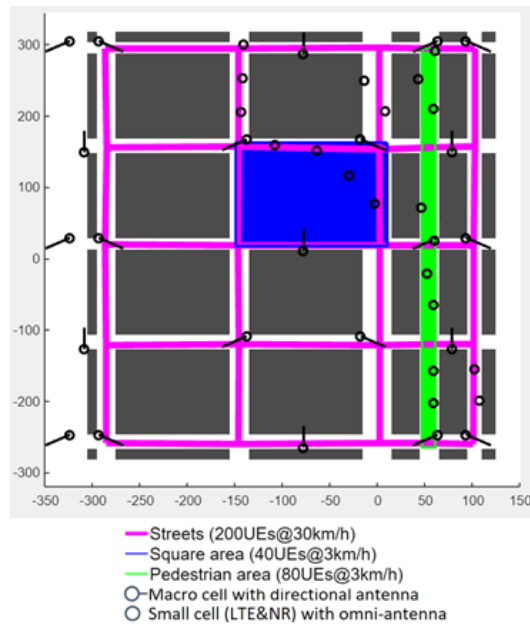 300
200
100
0
-100
-200
-300
-350 -300 -250 -200 -150 -100 -50 0 50 100 150
Streets (200UEs@30km/h)
Square area (40UEs@3km/h)
Pedestrian area (80UEs@3km/h)
Macro cell with directional antenna
Small cell (LTE&NR) with omni-antenna